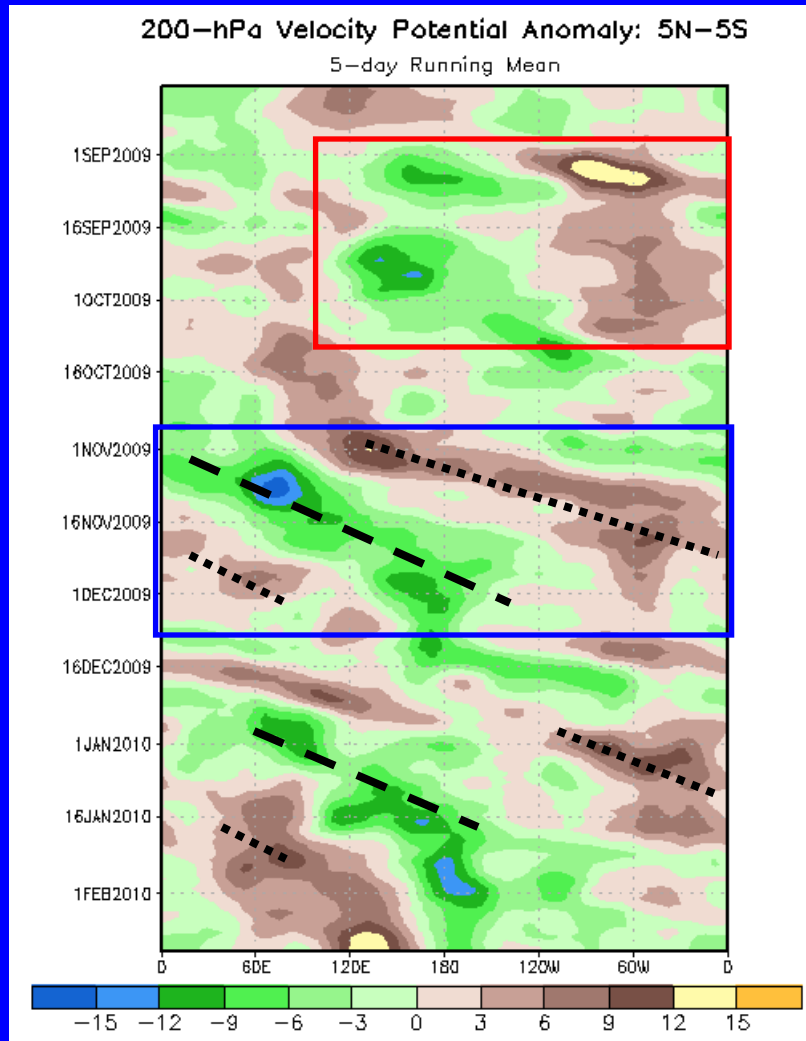 200-hPa Velocity Potential Anomaly: 5N-5S
5-day Running Mean
1SEP2009
16SEP2009
1OCT2009
16OCT2009
1NOV2009
16NOV2009
1DEC2009
16DEC2009
1JAN2010
16JAN2010
1FEB2010
0 60E 120E 180 120W 60W 0
-15 -12 -9 -6 -3 0 3 6 9 12 15